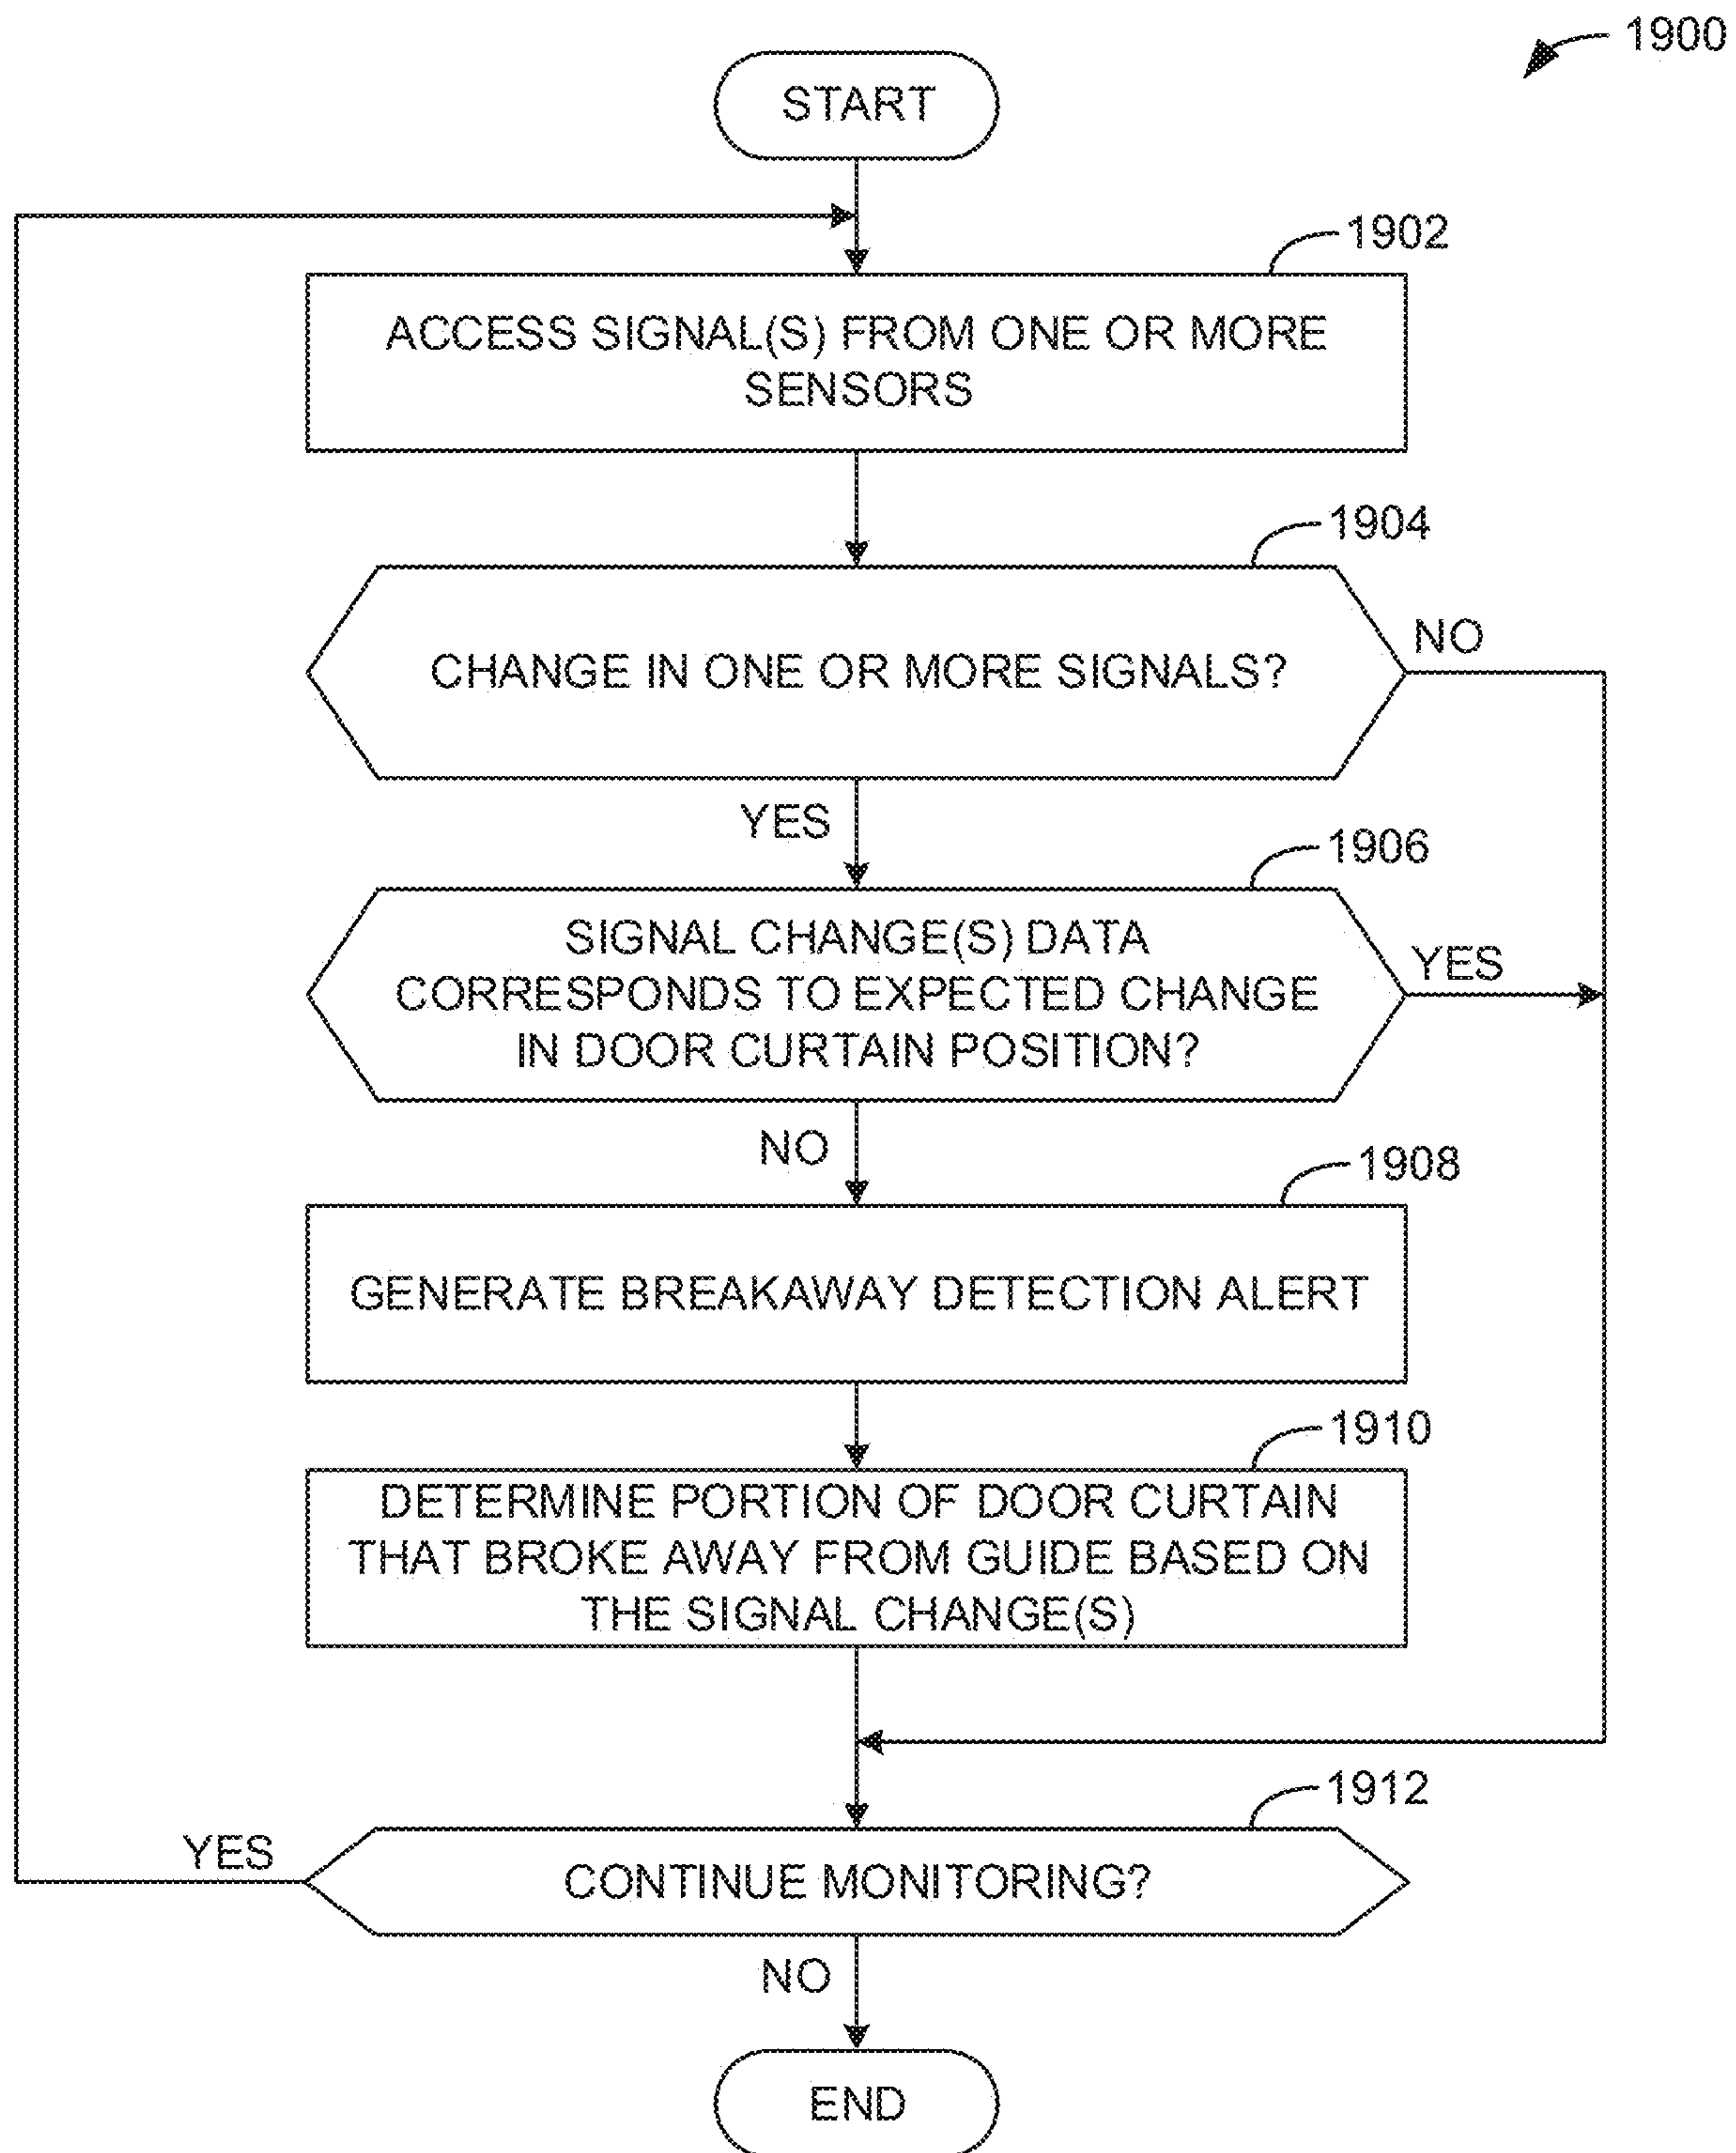 1900
START
1902
ACCESS SIGNAL(S) FROM ONE OR MORE
SENSORS
1904
CHANGE IN ONE OR MORE SIGNALS?
NO
YES
1906
SIGNAL CHANGE(S) DATA
CORRESPONDS TO EXPECTED CHANGE
IN DOOR CURTAIN POSITION?
YES
NO
1908
GENERATE BREAKAWAY DETECTION ALERT
1910
DETERMINE PORTION OF DOOR CURTAIN
THAT BROKE AWAY FROM GUIDE BASED ON
THE SIGNAL CHANGE(S)
1912
CONTINUE MONITORING?
YES
NO
END